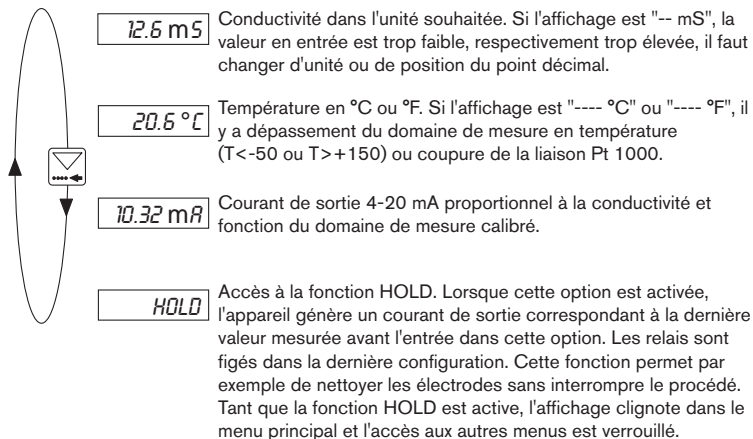 12.6 mS
Conductivité dans l'unité souhaitée. Si l'affichage est "-- mS", la
valeur en entrée est trop faible, respectivement trop élevée, il faut
changer d'unité ou de position du point décimal.
20.6 °C
Température en °C ou °F. Si l'affichage est "---- °C" ou "---- °F", il
y a dépassement du domaine de mesure en température
(T<-50 ou T>+150) ou coupure de la liaison Pt 1000.
10.32 mA
Courant de sortie 4-20 mA proportionnel à la conductivité et
fonction du domaine de mesure calibré.
HOLD
Accès à la fonction HOLD. Lorsque cette option est activée,
l'appareil génère un courant de sortie correspondant à la dernière
valeur mesurée avant l'entrée dans cette option. Les relais sont
figés dans la dernière configuration. Cette fonction permet par
exemple de nettoyer les électrodes sans interrompre le procédé.
Tant que la fonction HOLD est active, l'affichage clignote dans le
menu principal et l'accès aux autres menus est verrouillé.